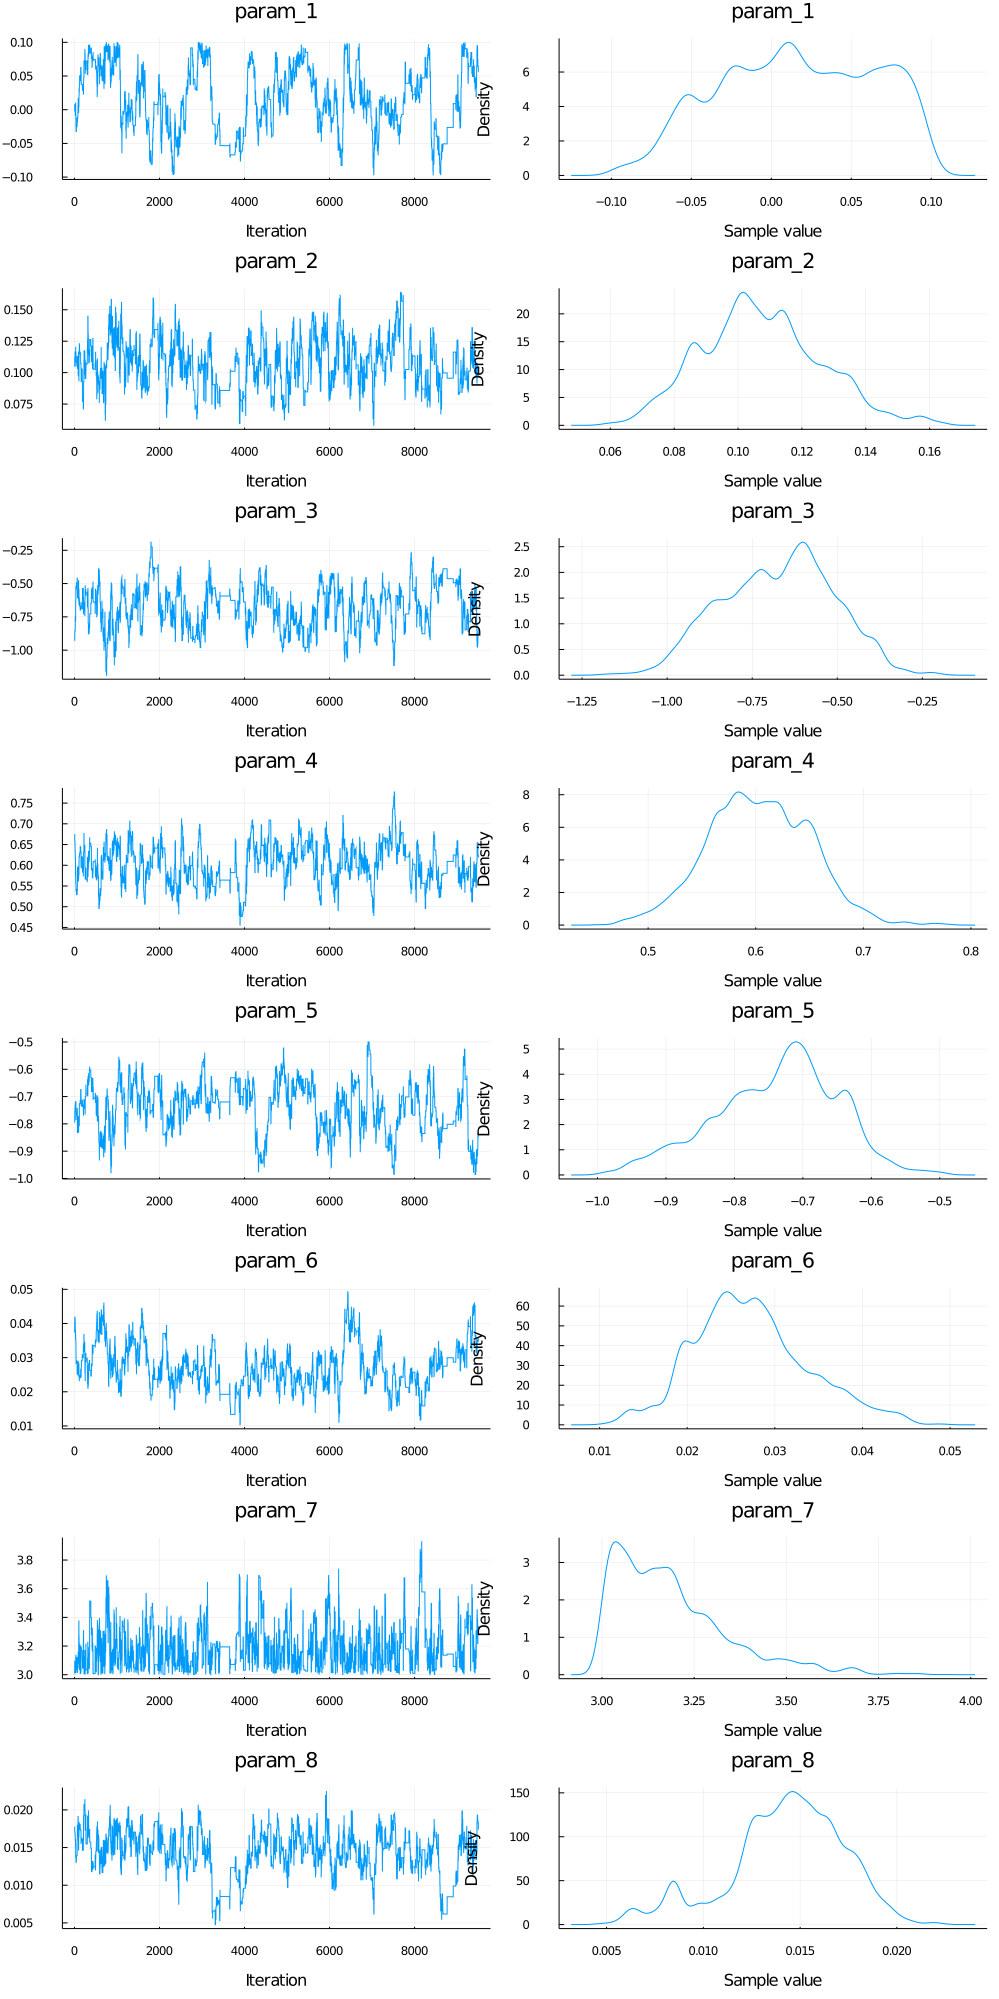 param_1
param_1
0.10
0.05
0.00
−0.05
−0.10
Density
6
4
2
0
0 2000 4000 6000 8000
−0.10 −0.05 0.00 0.05 0.10
Iteration
Sample value
param_2
param_2
0.150
0.125
0.100
0.075
Density
20
15
10
5
0
0 2000 4000 6000 8000
0.06 0.08 0.10 0.12 0.14 0.16
Iteration
Sample value
param_3
param_3
−0.25
−0.50
−0.75
−1.00
Density
2.5
2.0
1.5
1.0
0.5
0.0
0 2000 4000 6000 8000
−1.25 −1.00 −0.75 −0.50 −0.25
Iteration
Sample value
param_4
param_4
0.75
0.70
0.65
0.60
0.55
0.50
0.45
Density
8
6
4
2
0
0 2000 4000 6000 8000
0.5 0.6 0.7 0.8
Iteration
Sample value
param_5
param_5
−0.5
−0.6
−0.7
−0.8
−0.9
−1.0
Density
5
4
3
2
1
0
0 2000 4000 6000 8000
−1.0 −0.9 −0.8 −0.7 −0.6 −0.5
Iteration
Sample value
param_6
param_6
0.05
0.04
0.03
0.02
0.01
Density
60
50
40
30
20
10
0
0 2000 4000 6000 8000
0.01 0.02 0.03 0.04 0.05
Iteration
Sample value
param_7
param_7
3.8
3.6
3.4
3.2
3.0
Density
3
2
1
0
0 2000 4000 6000 8000
3.00 3.25 3.50 3.75 4.00
Iteration
Sample value
param_8
param_8
0.020
0.015
0.010
0.005
Density
150
100
50
0
0 2000 4000 6000 8000
0.005 0.010 0.015 0.020
Iteration
Sample value